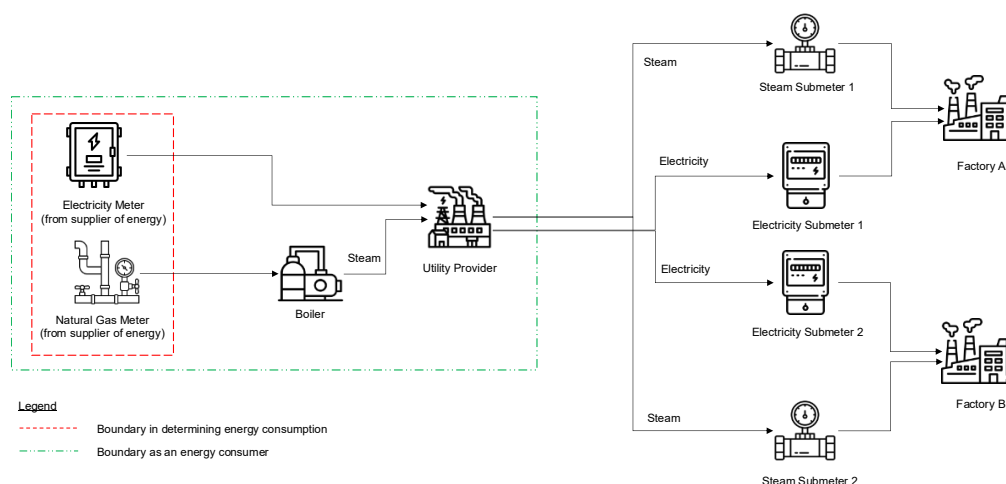 Steam
Steam Submeter 1
Factory A
Electricity
Electricity Submeter 1
Electricity Meter
(from supplier of energy)
Steam
Utility Provider
Boiler
Natural Gas Meter
(from supplier of energy)
Electricity
Electricity Submeter 2
Factory B
Steam
Steam Submeter 2
Legend
Boundary in determining energy consumption
Boundary as an energy consumer